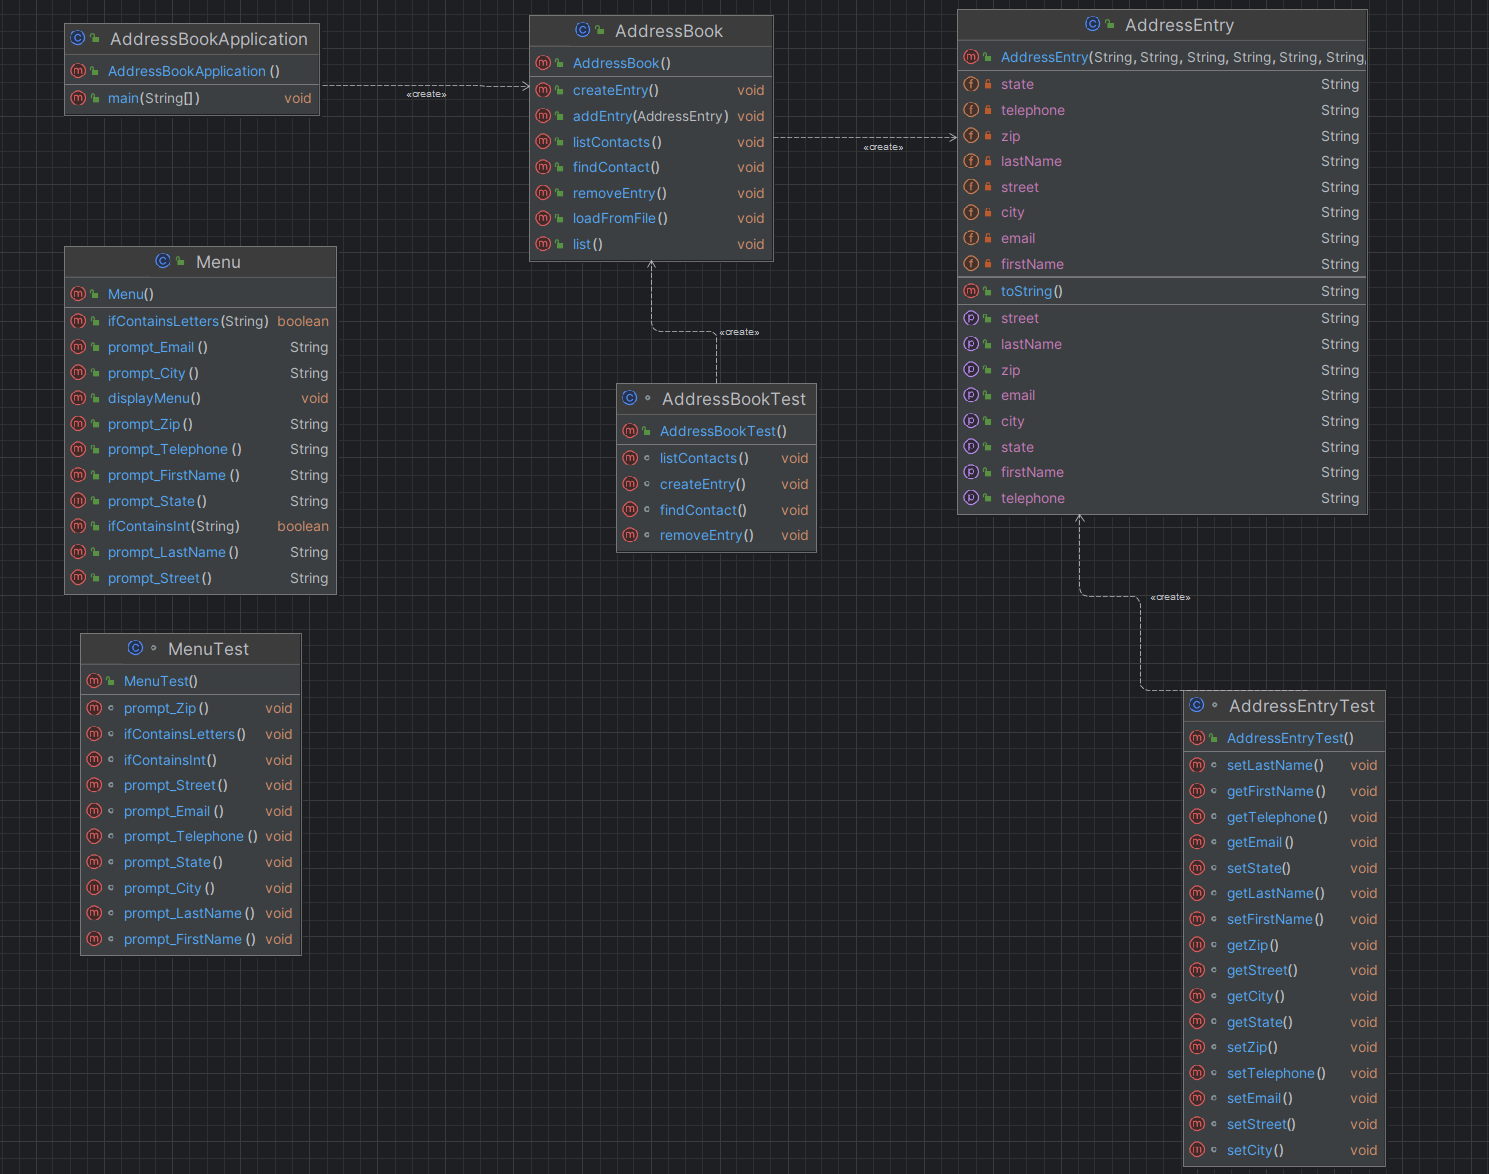 AddressBookApplication
AddressBookApplication ()
main(String[]) void
«create»
AddressBook
AddressBook()
createEntry() void
addEntry(AddressEntry) void
listContacts() void
findContact() void
removeEntry() void
loadFromFile() void
list() void
«create»
AddressEntry
AddressEntry(String, String, String, String, String, String,
state String
telephone String
zip String
lastName String
street String
city String
email String
firstName String
toString() String
street String
lastName String
zip String
email String
city String
state String
firstName String
telephone String
Menu
Menu()
ifContainsLetters(String) boolean
prompt_Email () String
prompt_City () String
displayMenu() void
prompt_Zip() String
prompt_Telephone () String
prompt_FirstName () String
prompt_State() String
ifContainsInt(String) boolean
prompt_LastName () String
prompt_Street() String
«create»
AddressBookTest
AddressBookTest()
listContacts() void
createEntry() void
findContact() void
removeEntry() void
«create»
MenuTest
MenuTest()
prompt_Zip() void
ifContainsLetters() void
ifContainsInt() void
prompt_Street() void
prompt_Email () void
prompt_Telephone () void
prompt_State() void
prompt_City () void
prompt_LastName () void
prompt_FirstName () void
AddressEntryTest
AddressEntryTest()
setLastName() void
getFirstName() void
getTelephone() void
getEmail() void
setState() void
getLastName() void
setFirstName() void
getZip() void
getStreet() void
getCity() void
getState() void
setZip() void
setTelephone() void
setEmail() void
setStreet() void
setCity() void